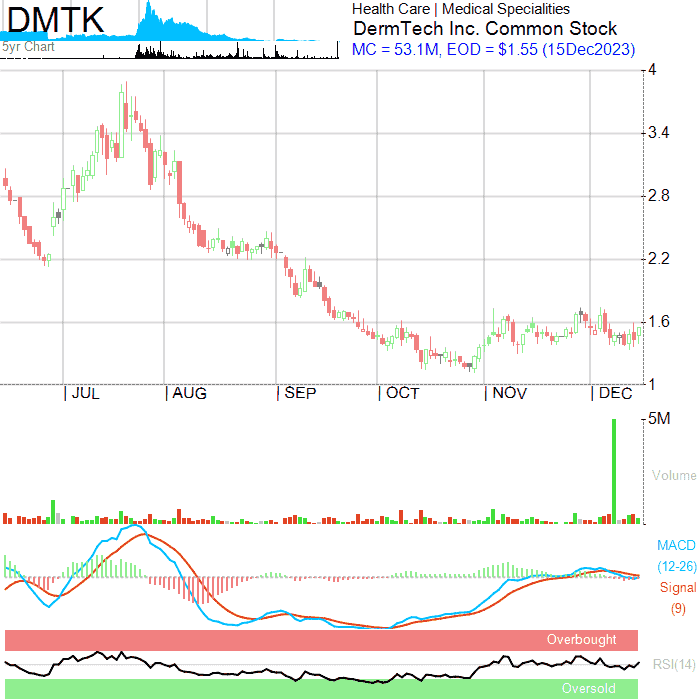 DMTK
5yr Chart
Health Care | Medical Specialities
DermTech Inc. Common Stock
MC = 53.1M, EOD = $1.55 (15Dec2023)
4
3.4
2.8
2.2
1.6
1
JUL AUG SEP OCT NOV DEC
5M
Volume
MACD
(12-26)
Signal
(9)
Overbought
RSI(14)
Oversold